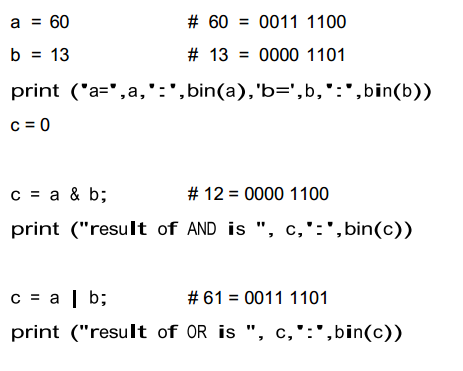 a = 60 # 60 = 0011 1100
b = 13 # 13 = 0000 1101
print ('a=',a,':',bin(a),'b=',b,':',bin(b))
c = 0
c = a & b; # 12 = 0000 1100
print ("result of AND is ", c,':',bin(c))
c = a | b; # 61 = 0011 1101
print ("result of OR is ", c,':',bin(c))